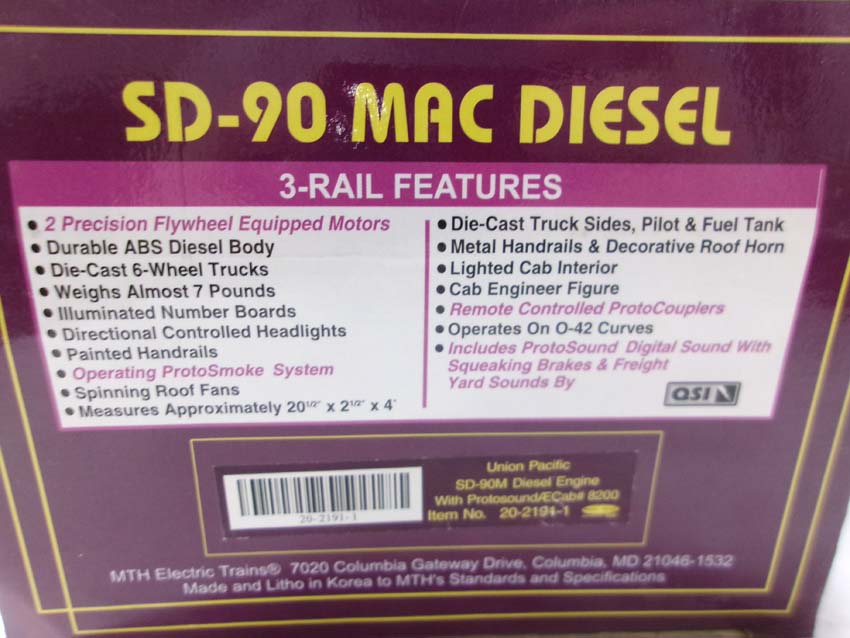 SD-90 MAC DIESEL
3-RAIL FEATURES
• 2 Precision Flywheel Equipped Motors
• Durable ABS Diesel Body
• Die-Cast 6-Wheel Trucks
• Weighs Almost 7 Pounds
• Illuminated Number Boards
• Directional Controlled Headlights
• Painted Handrails
• Operating ProtoSmoke System
• Spinning Roof Fans
• Measures Approximately 20 1/2" x 2 1/2" x 4"
• Die-Cast Truck Sides, Pilot & Fuel Tank
• Metal Handrails & Decorative Roof Horn
• Lighted Cab Interior
• Cab Engineer Figure
• Remote Controlled ProtoCouplers
• Operates On O-42 Curves
• Includes ProtoSound Digital Sound With
Squeaking Brakes & Freight
Yard Sounds By
QSI
20-2191-1
Union Pacific
SD-90M Diesel Engine
With Protosound/ÆCab# 8200
Item No. 20-2191-1
MTH Electric Trains® 7020 Columbia Gateway Drive, Columbia, MD 21046-1532
Made and Litho in Korea to MTH's Standards and Specifications